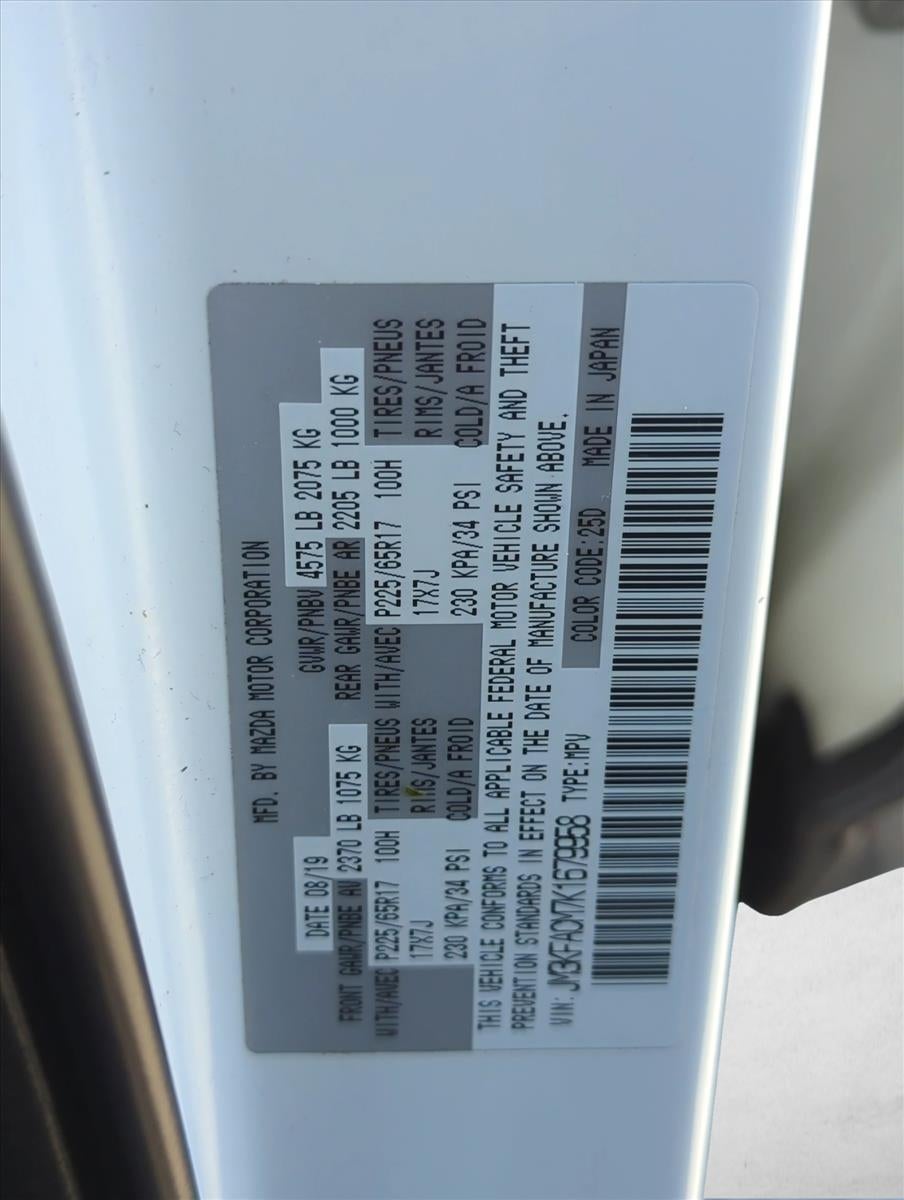 MFD. BY MAZDA MOTOR CORPORATION
DATE 08/19 GVWR/PNBV 4575 LB 2075 KG
FRONT GAWR/PNBE AV 2370 LB 1075 KG REAR GAWR/PNBE AR 2205 LB 1000 KG
WITH/AVEC P225/65R17 100H TIRES/PNEUS WITH/AVEC P225/65R17 100H TIRES/PNEUS
17X7J RIMS/JANTES 17X7J RIMS/JANTES
230 KPA/34 PSI COLD/A FROID 230 KPA/34 PSI COLD/A FROID
THIS VEHICLE CONFORMS TO ALL APPLICABLE FEDERAL MOTOR VEHICLE SAFETY AND THEFT
PREVENTION STANDARDS IN EFFECT ON THE DATE OF MANUFACTURE SHOWN ABOVE.
VIN: JM3KFADM7K1679958 TYPE:MPV COLOR CODE:25D MADE IN JAPAN